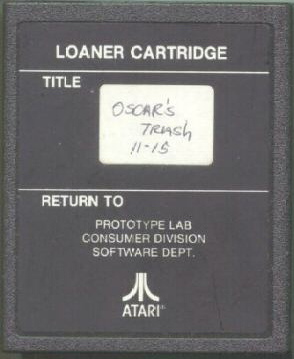 LOANER CARTRIDGE
TITLE
OSCAR'S
TRASH
11-15
RETURN TO
PROTOTYPE LAB
CONSUMER DIVISION
SOFTWARE DEPT.
ATARI®